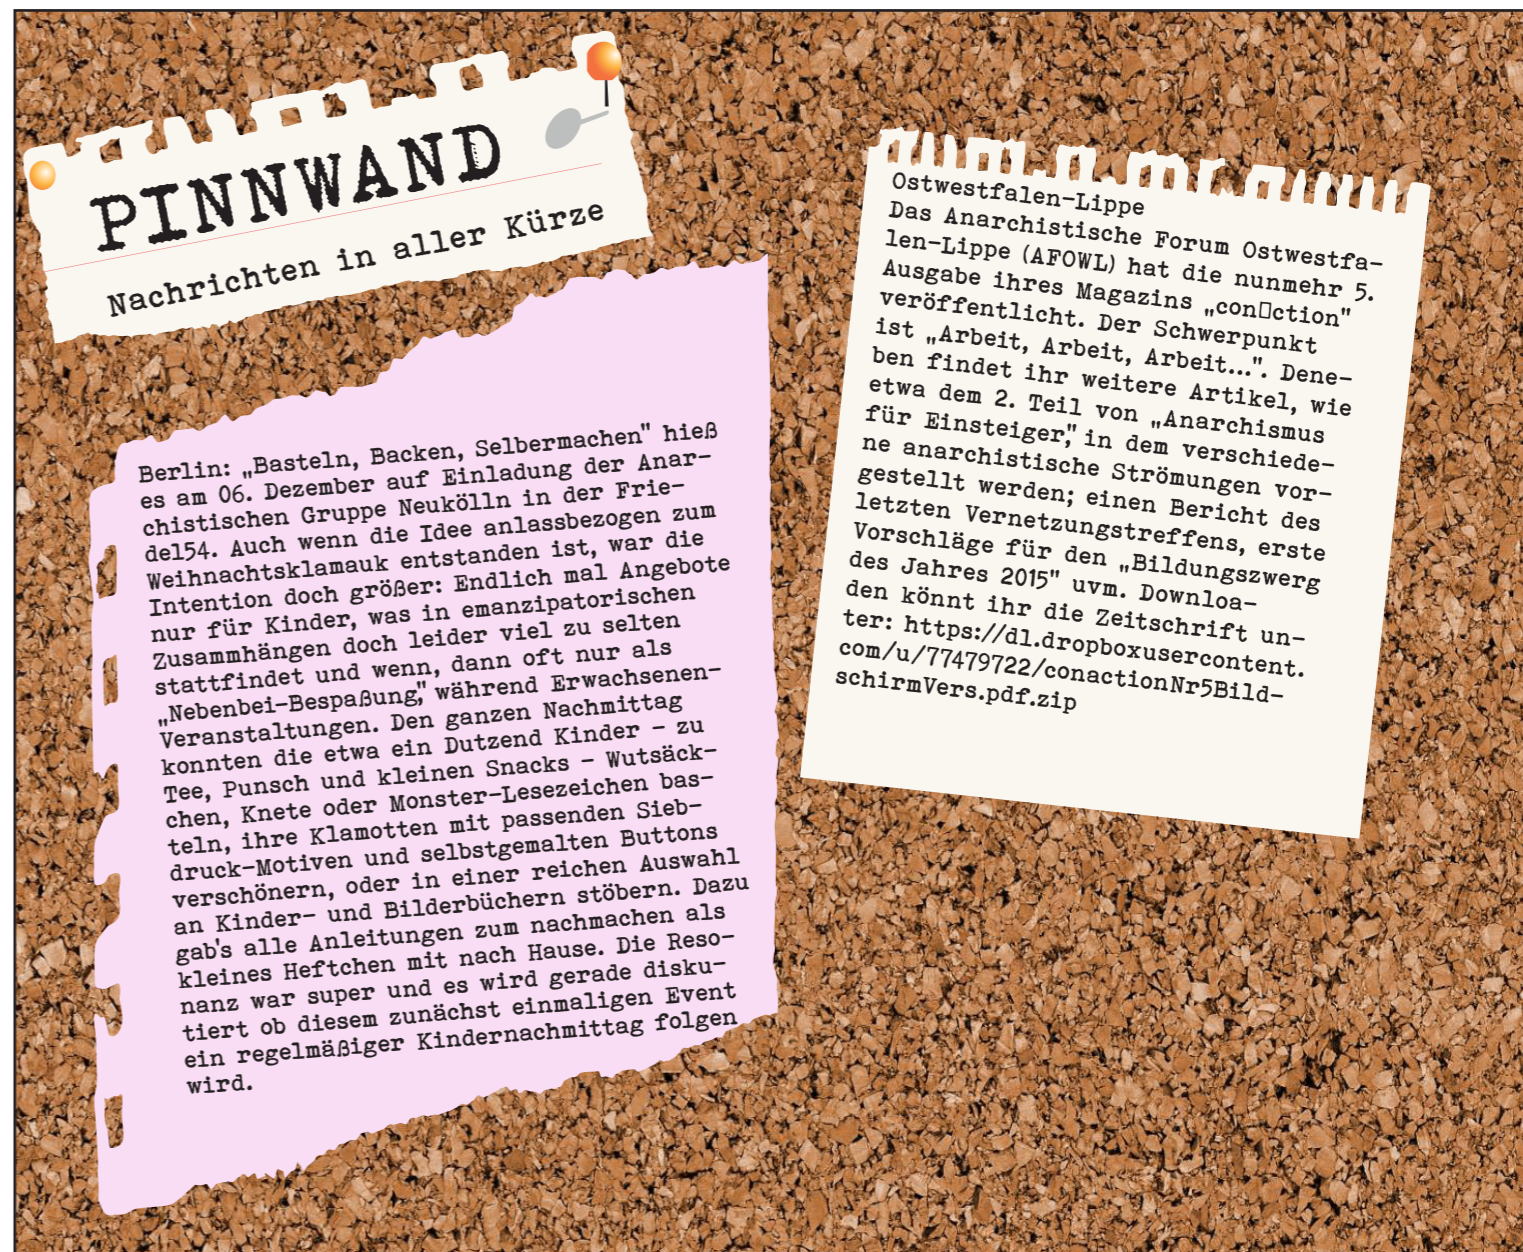 PINNWAND
Nachrichten in aller Kürze
Berlin: „Basteln, Backen, Selbermachen" hieß
es am 06. Dezember auf Einladung der Anar-
chistischen Gruppe Neukölln in der Frie-
del54. Auch wenn die Idee anlassbezogen zum
Weihnachtsklamauk entstanden ist, war die
Intention doch größer: Endlich mal Angebote
nur für Kinder, was in emanzipatorischen
Zusammhängen doch leider viel zu selten
stattfindet und wenn, dann oft nur als
„Nebenbei-Bespaßung", während Erwachsenen-
Veranstaltungen. Den ganzen Nachmittag
konnten die etwa ein Dutzend Kinder – zu
Tee, Punsch und kleinen Snacks – Wutsäck-
chen, Knete oder Monster-Lesezeichen bas-
teln, ihre Klamotten mit passenden Sieb-
druck-Motiven und selbstgemalten Buttons
verschönern, oder in einer reichen Auswahl
an Kinder- und Bilderbüchern stöbern. Dazu
gab's alle Anleitungen zum nachmachen als
kleines Heftchen mit nach Hause. Die Reso-
nanz war super und es wird gerade disku-
tiert ob diesem zunächst einmaligen Event
ein regelmäßiger Kindernachmittag folgen
wird.
Ostwestfalen-Lippe
Das Anarchistische Forum Ostwestfa-
len-Lippe (AFOWL) hat die nunmehr 5.
Ausgabe ihres Magazins „con□ction"
veröffentlicht. Der Schwerpunkt
ist „Arbeit, Arbeit, Arbeit...". Dene-
ben findet ihr weitere Artikel, wie
etwa dem 2. Teil von „Anarchismus
für Einsteiger", in dem verschiede-
ne anarchistische Strömungen vor-
gestellt werden; einen Bericht des
letzten Vernetzungstreffens, erste
Vorschläge für den „Bildungszwerg
des Jahres 2015" uvm. Downloa-
den könnt ihr die Zeitschrift un-
ter: https://dl.dropboxusercontent.
com/u/77479722/conactionNr5Bild-
schirmVers.pdf.zip